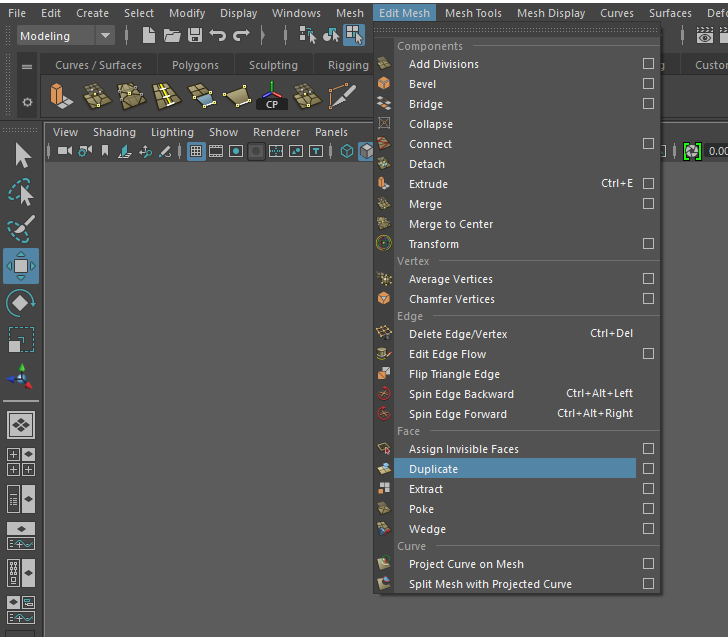 File Edit Create Select Modify Display Windows Mesh Edit Mesh Mesh Tools Mesh Display Curves Surfaces
Modeling
Curves / Surfaces Polygons Sculpting Rigging
CP
View Shading Lighting Show Renderer Panels
0.00
Components
Add Divisions
Bevel
Bridge
Collapse
Connect
Detach
Extrude Ctrl+E
Merge
Merge to Center
Transform
Vertex
Average Vertices
Chamfer Vertices
Edge
Delete Edge/Vertex Ctrl+Del
Edit Edge Flow
Flip Triangle Edge
Spin Edge Backward Ctrl+Alt+Left
Spin Edge Forward Ctrl+Alt+Right
Face
Assign Invisible Faces
Duplicate
Extract
Poke
Wedge
Curve
Project Curve on Mesh
Split Mesh with Projected Curve